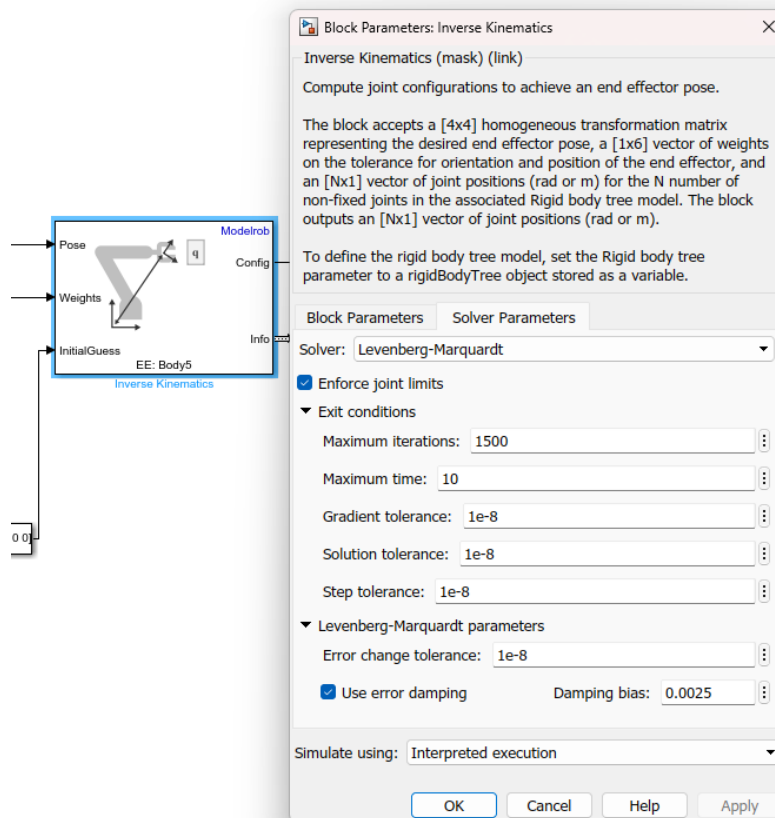 Modelrob
Pose
q
Config
Weights
Info
InitialGuess
EE: Body5
Inverse Kinematics
0 0]
Block Parameters: Inverse Kinematics
Inverse Kinematics (mask) (link)
Compute joint configurations to achieve an end effector pose.
The block accepts a [4x4] homogeneous transformation matrix
representing the desired end effector pose, a [1x6] vector of weights
on the tolerance for orientation and position of the end effector, and
an [Nx1] vector of joint positions (rad or m) for the N number of
non-fixed joints in the associated Rigid body tree model. The block
outputs an [Nx1] vector of joint positions (rad or m).
To define the rigid body tree model, set the Rigid body tree
parameter to a rigidBodyTree object stored as a variable.
Block Parameters Solver Parameters
Solver: Levenberg-Marquardt
Enforce joint limits
Exit conditions
Maximum iterations: 1500
Maximum time: 10
Gradient tolerance: 1e-8
Solution tolerance: 1e-8
Step tolerance: 1e-8
Levenberg-Marquardt parameters
Error change tolerance: 1e-8
Use error damping Damping bias: 0.0025
Simulate using: Interpreted execution
OK Cancel Help Apply